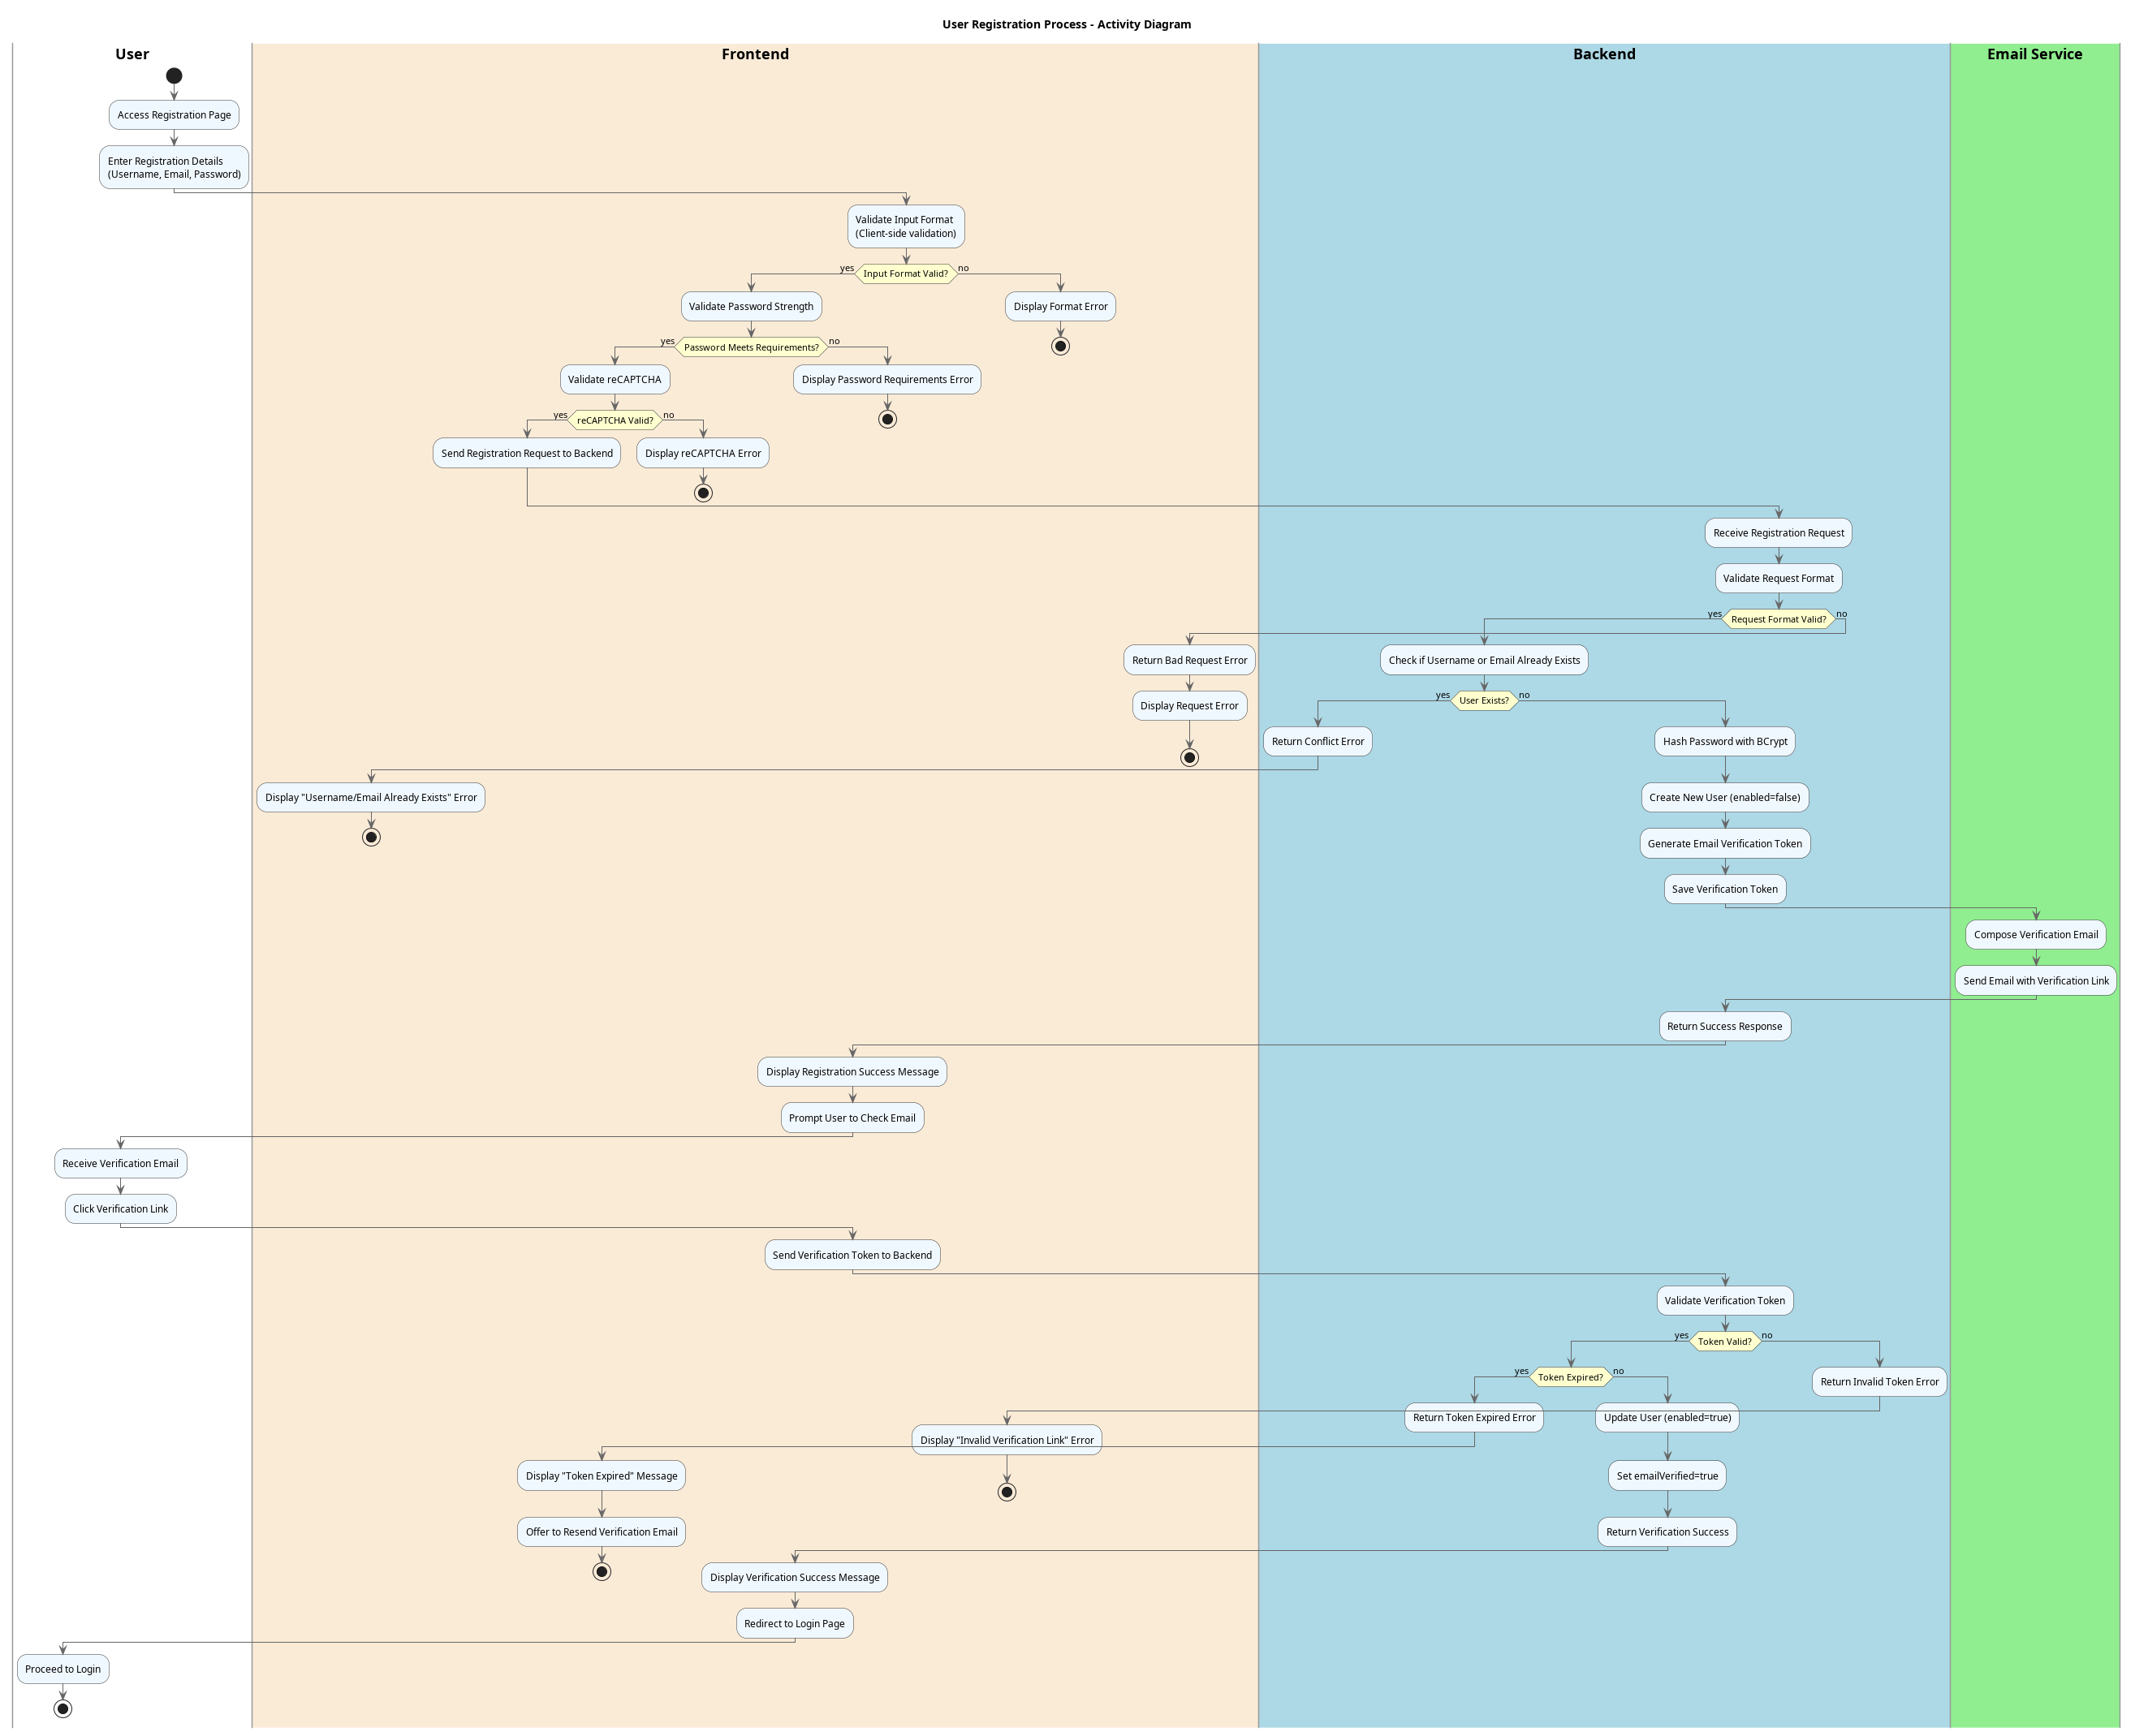 User Registration Process - Activity Diagram
User
Frontend
Backend
Email Service
Access Registration Page
Enter Registration Details
(Username, Email, Password)
Validate Input Format
(Client-side validation)
yes
Input Format Valid?
no
Validate Password Strength
Display Format Error
yes
Password Meets Requirements?
no
Validate reCAPTCHA
Display Password Requirements Error
yes
reCAPTCHA Valid?
no
Send Registration Request to Backend
Display reCAPTCHA Error
Receive Registration Request
Validate Request Format
yes
Request Format Valid?
no
Return Bad Request Error
Check if Username or Email Already Exists
Display Request Error
yes
User Exists?
no
Return Conflict Error
Hash Password with BCrypt
Display "Username/Email Already Exists" Error
Create New User (enabled=false)
Generate Email Verification Token
Save Verification Token
Compose Verification Email
Send Email with Verification Link
Return Success Response
Display Registration Success Message
Prompt User to Check Email
Receive Verification Email
Click Verification Link
Send Verification Token to Backend
Validate Verification Token
yes
Token Valid?
no
yes
Token Expired?
no
Return Invalid Token Error
Return Token Expired Error
Update User (enabled=true)
Display "Invalid Verification Link" Error
Display "Token Expired" Message
Set emailVerified=true
Offer to Resend Verification Email
Return Verification Success
Display Verification Success Message
Redirect to Login Page
Proceed to Login